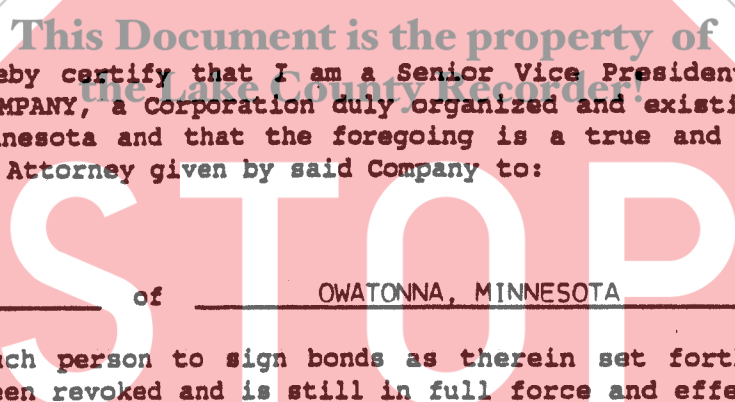 This Document is the property of
eby certify that I am a Senior Vice Presiden
the Lake County Recorder!
MPANY, a Corporation duly organized and existi
nesota and that the foregoing is a true and
Attorney given by said Company to:
STOP
of OWATONNA, MINNESOTA
ch person to sign bonds as therein set fort
een revoked and is still in full force and effe